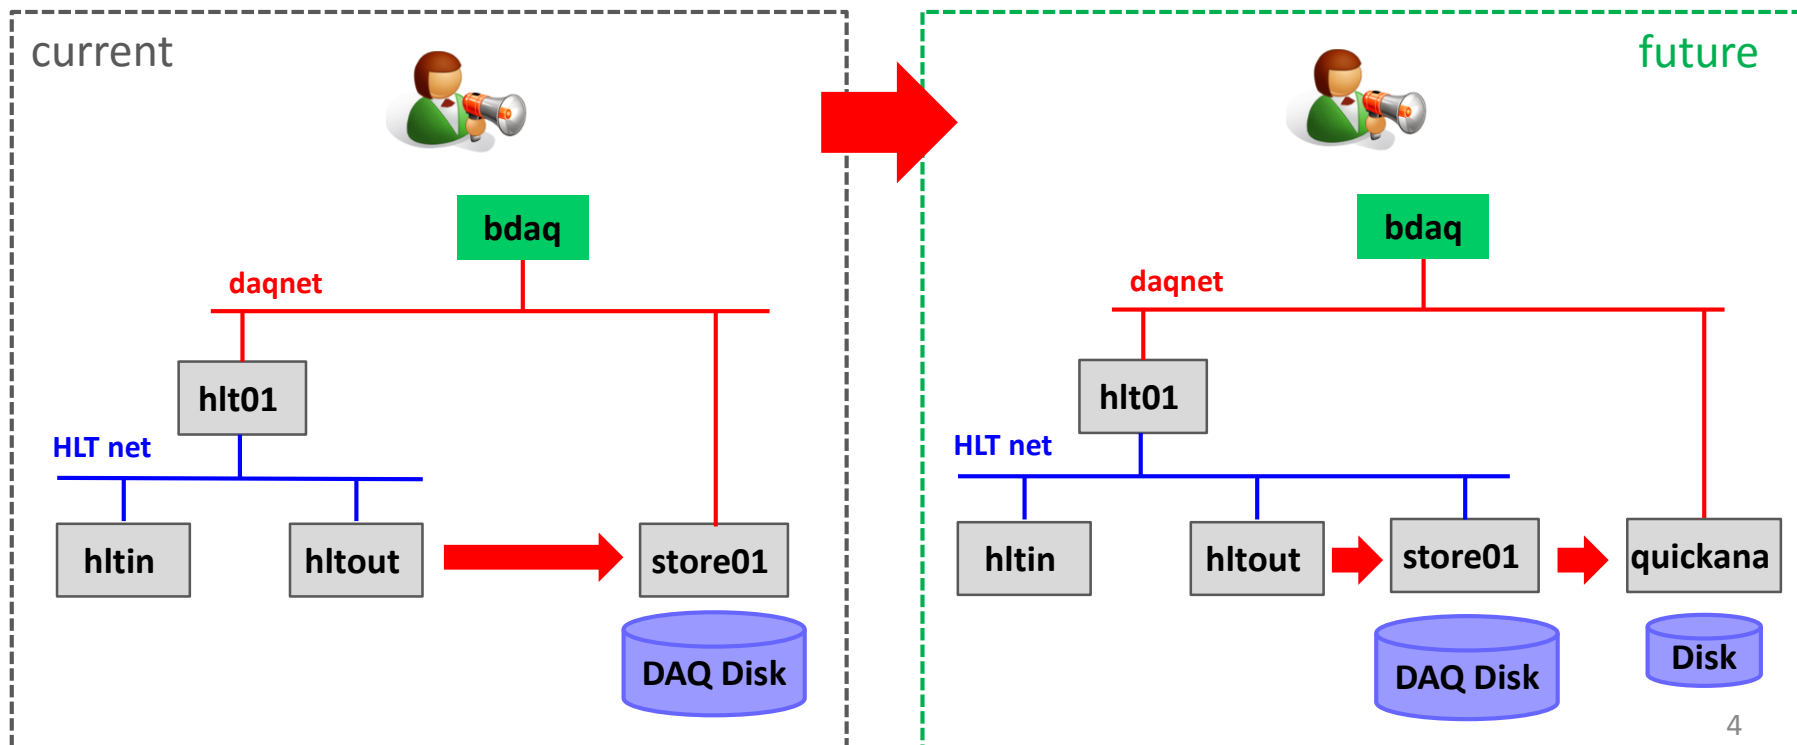 current
bdaq
daqnet
hlt01
HLT net
hltin
hltout
store01
DAQ Disk
future
bdaq
daqnet
hlt01
HLT net
hltin
hltout
store01
quickana
DAQ Disk
Disk
4